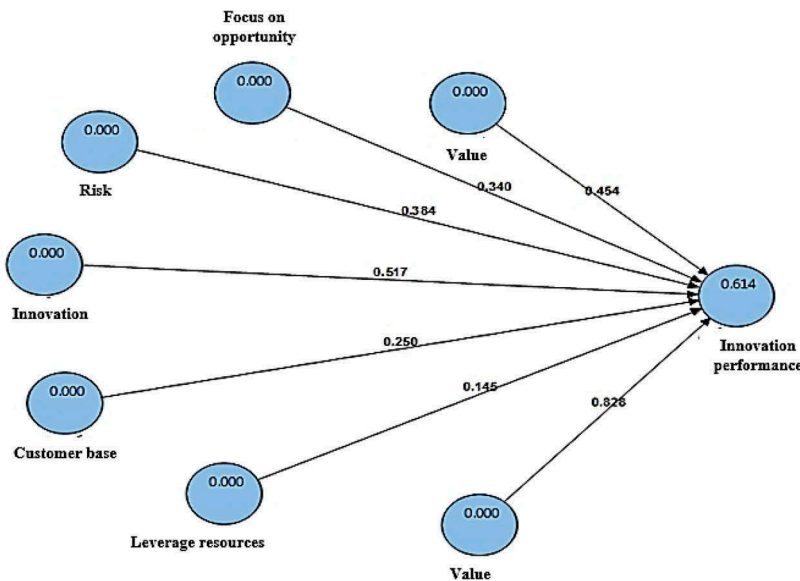 Focus on
opportunity
0.000
0.000
Value
0.000
Risk
0.340
0.454
0.384
0.000
Innovation
0.517
0.614
Innovation
performance
0.250
0.000
Customer base
0.145
0.828
0.000
Leverage resources
0.000
Value